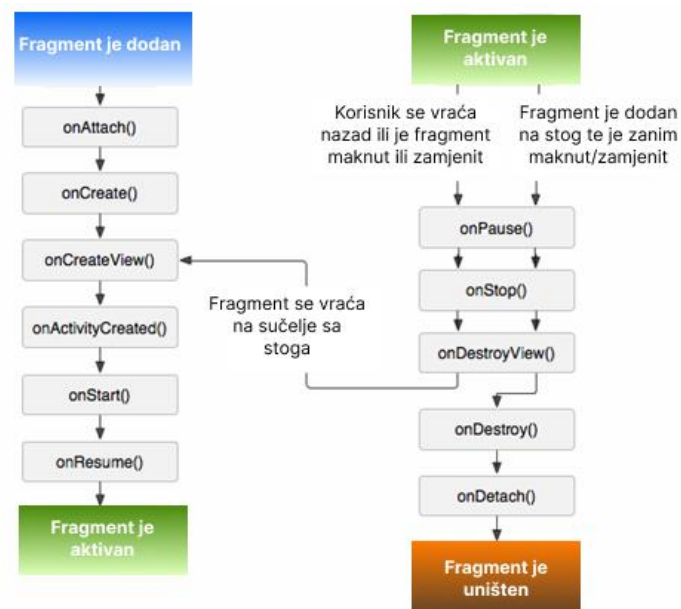 Fragment je dodan
onAttach()
onCreate()
onCreateView()
onActivityCreated()
onStart()
onResume()
Fragment je
aktivan
Fragment se vraća
na sučelje sa
stoga
Fragment je
aktivan
Korisnik se vraća
nazad ili je fragment
maknut ili zamjenit
Fragment je dodan
na stog te je zanim
maknut/zamjenit
onPause()
onStop()
onDestroyView()
onDestroy()
onDetach()
Fragment je
uništen